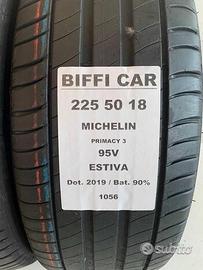 BIFFI CAR
225 50 18
MICHELIN
PRIMACY 3
95V
ESTIVA
Dot. 2019 / Bat. 90%
1056
subito